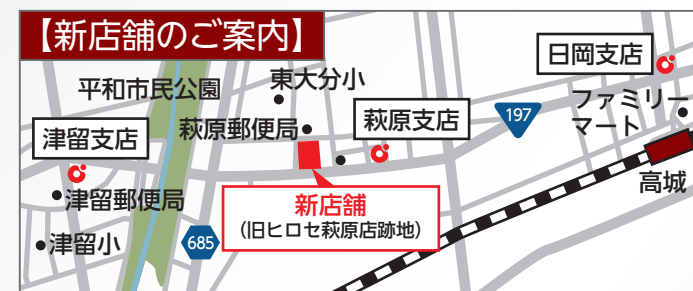 【新店舗のご案内】
日岡支店
平和市民公園
東大分小
197
ファミリー
マート
萩原郵便局
萩原支店
津留支店
高城
津留郵便局
新店舗
(旧ヒロセ萩原店跡地)
津留小
685